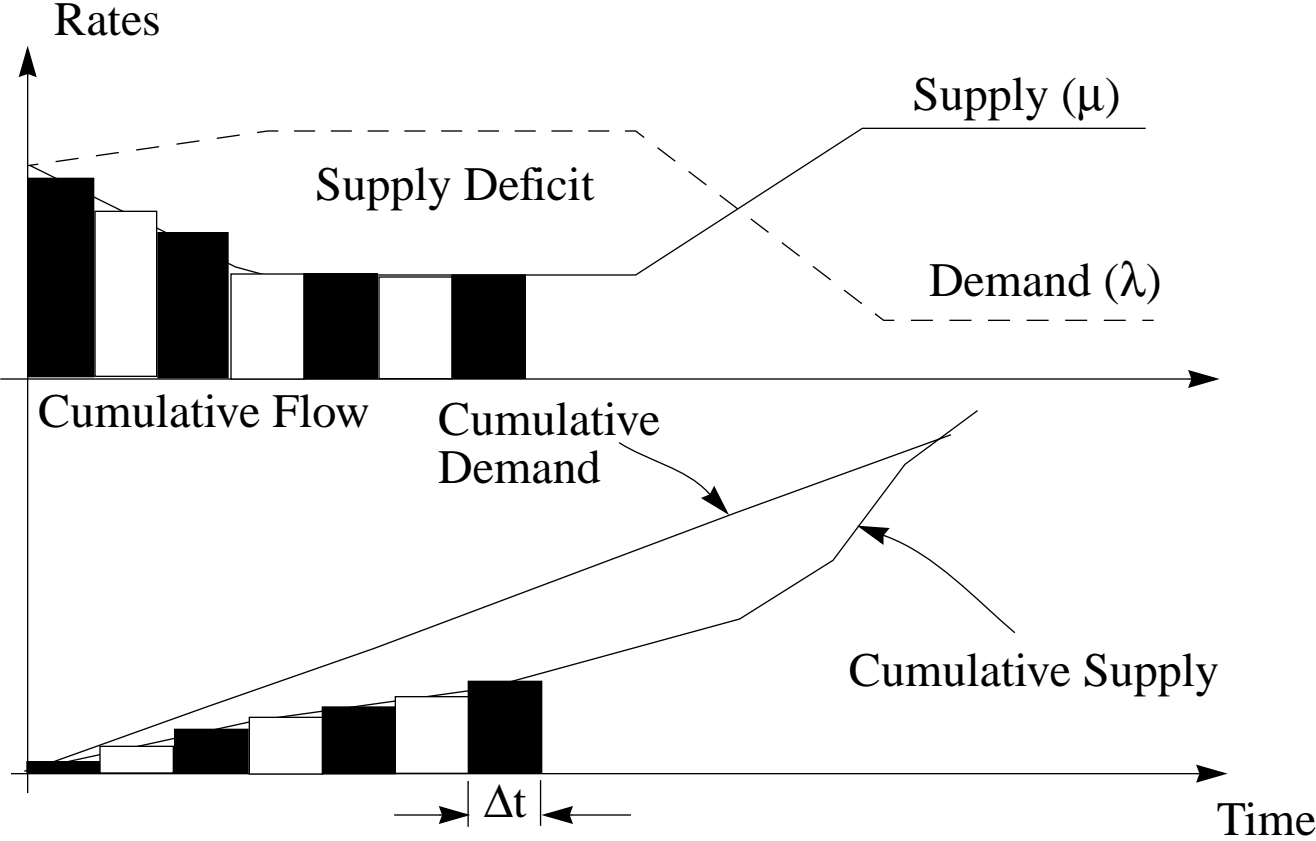 Rates
Supply (μ)
Supply Deficit
Demand (λ)
Cumulative Flow
Cumulative
Demand
Cumulative Supply
Δt
Time